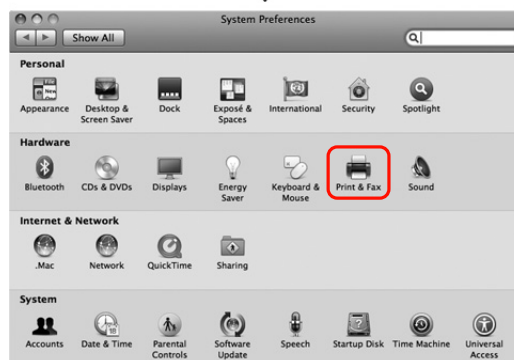 System Preferences
Show All
Personal
Appearance Desktop & Screen Saver Dock Exposé & Spaces International Security Spotlight
Hardware
Bluetooth CDs & DVDs Displays Energy Saver Keyboard & Mouse Print & Fax Sound
Internet & Network
.Mac Network QuickTime Sharing
System
Accounts Date & Time Parental Controls Software Update Speech Startup Disk Time Machine Universal Access